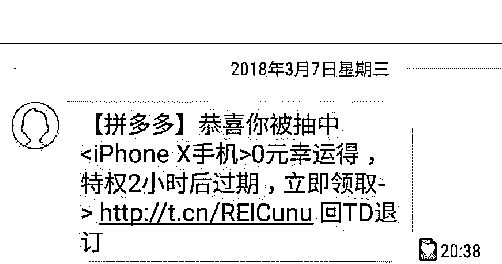 2018年3月7日星期三
【拼多多】恭喜你被抽中
<iPhone X手机>0元幸运得，
特权2小时后过期，立即领取-
> http://t.cn/REICunu 回TD退
订
20:38